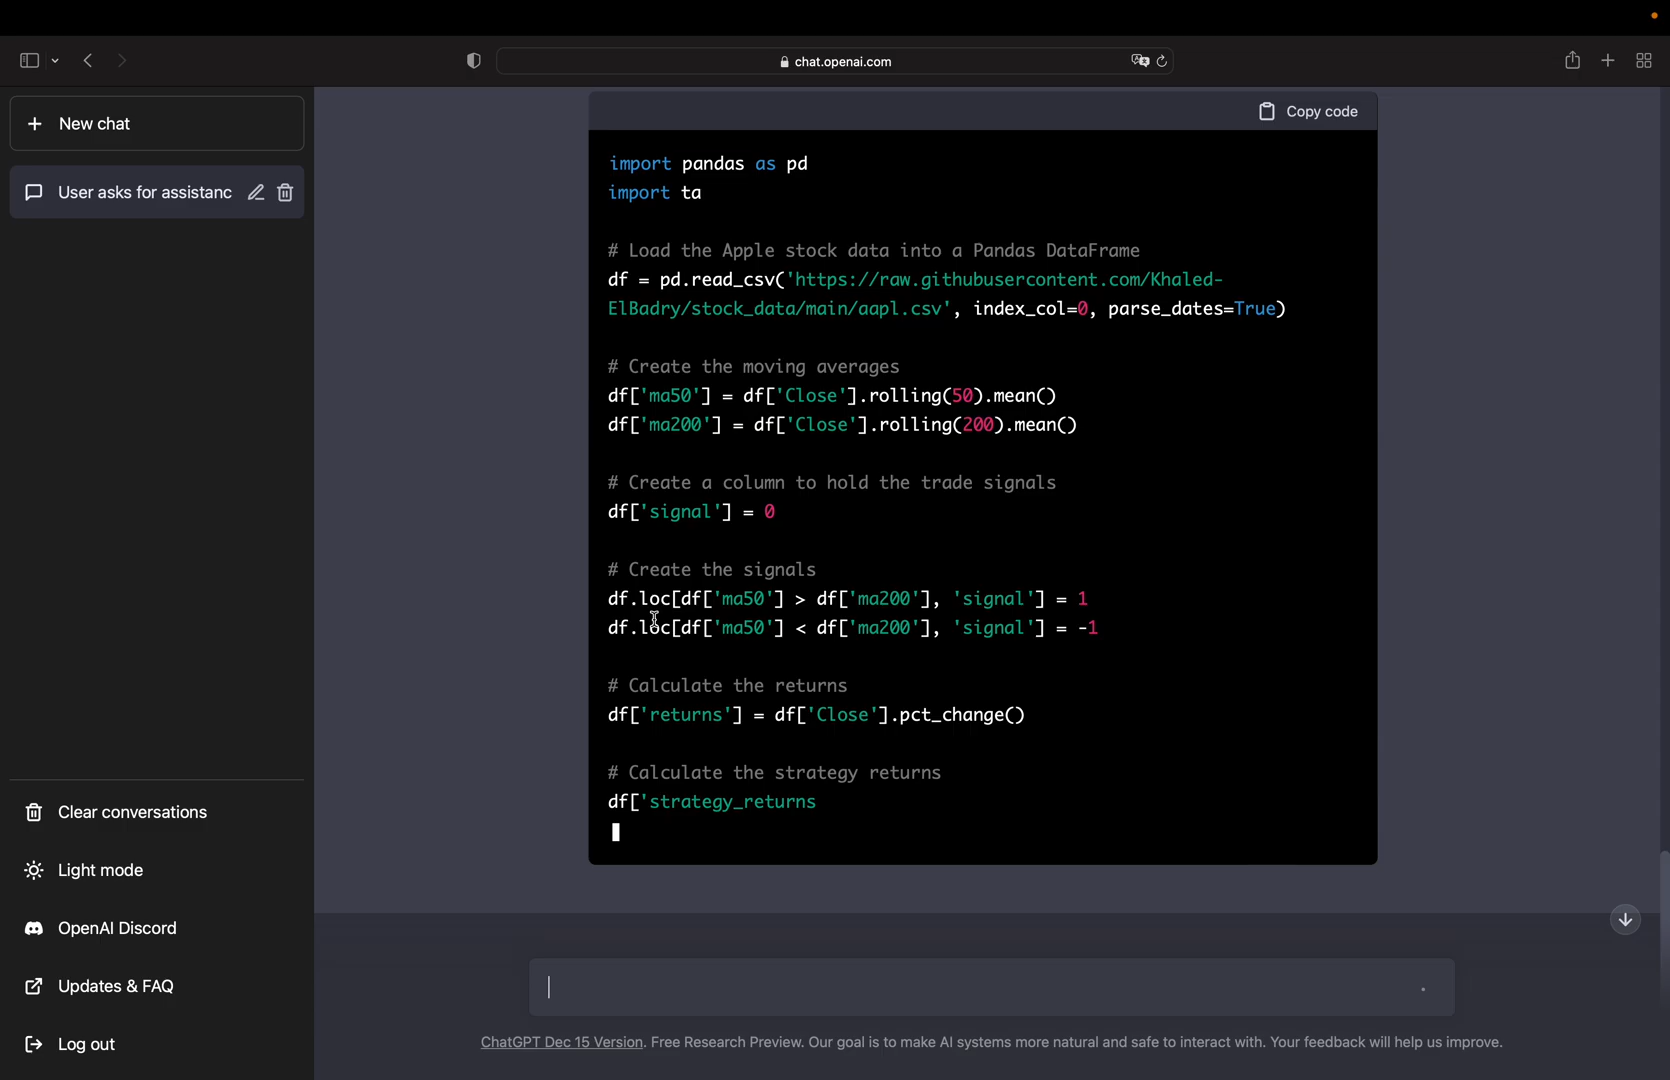 chat.openai.com
New chat
User asks for assistanc
Copy code
import pandas as pd
import ta
# Load the Apple stock data into a Pandas DataFrame
df = pd.read_csv('https://raw.githubusercontent.com/Khaled-
ElBadry/stock_data/main/aapl.csv', index_col=0, parse_dates=True)
# Create the moving averages
df['ma50'] = df['Close'].rolling(50).mean()
df['ma200'] = df['Close'].rolling(200).mean()
# Create a column to hold the trade signals
df['signal'] = 0
# Create the signals
df.loc[df['ma50'] > df['ma200'], 'signal'] = 1
df.loc[df['ma50'] < df['ma200'], 'signal'] = -1
# Calculate the returns
df['returns'] = df['Close'].pct_change()
# Calculate the strategy returns
df['strategy_returns
Clear conversations
Light mode
OpenAI Discord
Updates & FAQ
Log out
ChatGPT Dec 15 Version. Free Research Preview. Our goal is to make AI systems more natural and safe to interact with. Your feedback will help us improve.